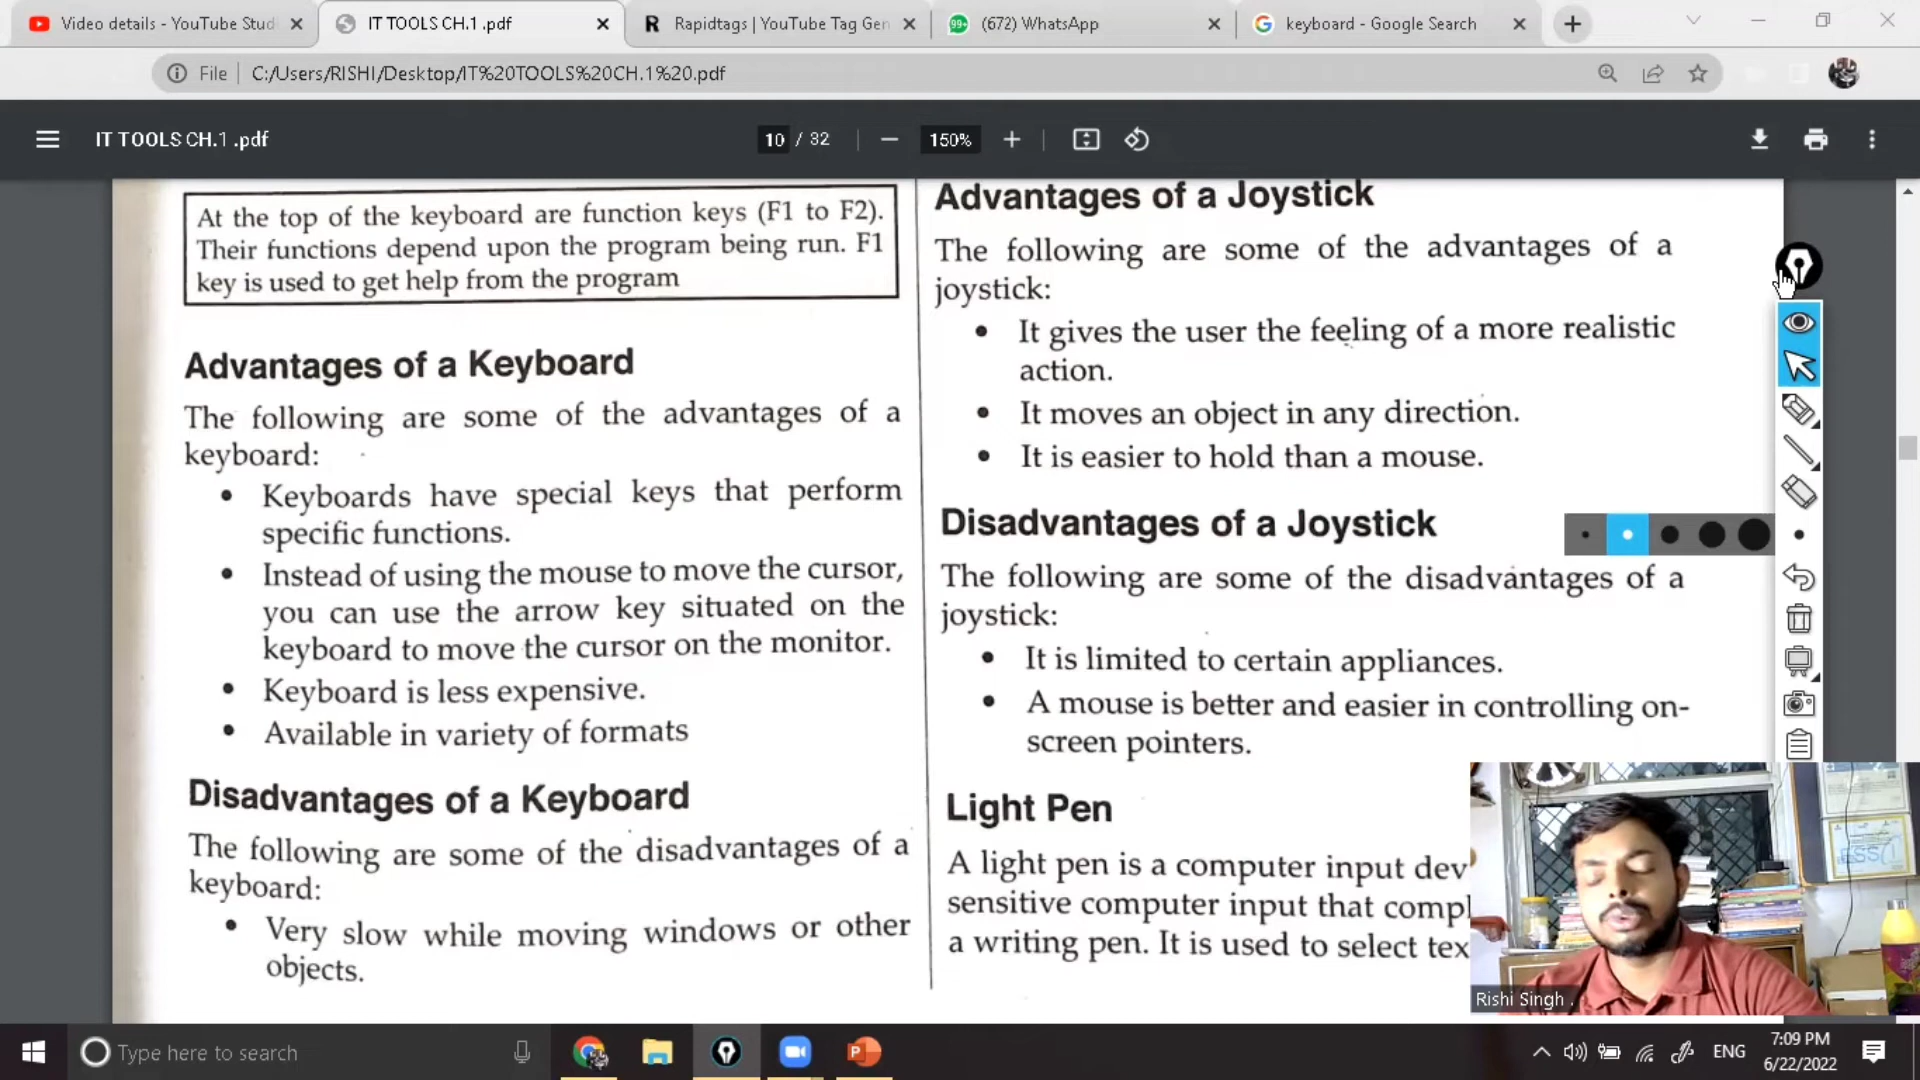 Video details - YouTube Stud
IT TOOLS CH.1 .pdf
Rapidtags | YouTube Tag Gen
99+
(672) WhatsApp
keyboard - Google Search
File
C:/Users/RISHI/Desktop/IT%20TOOLS%20CH.1%20.pdf
IT TOOLS CH.1 .pdf
10 / 32
150%
At the top of the keyboard are function keys (F1 to F2).
Their functions depend upon the program being run. F1
key is used to get help from the program
Advantages of a Keyboard
The following are some of the advantages of a
keyboard:
• Keyboards have special keys that perform
specific functions.
• Instead of using the mouse to move the cursor,
you can use the arrow key situated on the
keyboard to move the cursor on the monitor.
• Keyboard is less expensive.
• Available in variety of formats
Disadvantages of a Keyboard
The following are some of the disadvantages of a
keyboard:
• Very slow while moving windows or other
objects.
Advantages of a Joystick
The following are some of the advantages of a
joystick:
• It gives the user the feeling of a more realistic
action.
• It moves an object in any direction.
• It is easier to hold than a mouse.
Disadvantages of a Joystick
The following are some of the disadvantages of a
joystick:
• It is limited to certain appliances.
• A mouse is better and easier in controlling on-
screen pointers.
Light Pen
A light pen is a computer input dev
sensitive computer input that compl
a writing pen. It is used to select tex
Rishi Singh .
Type here to search
ENG
7:09 PM
6/22/2022